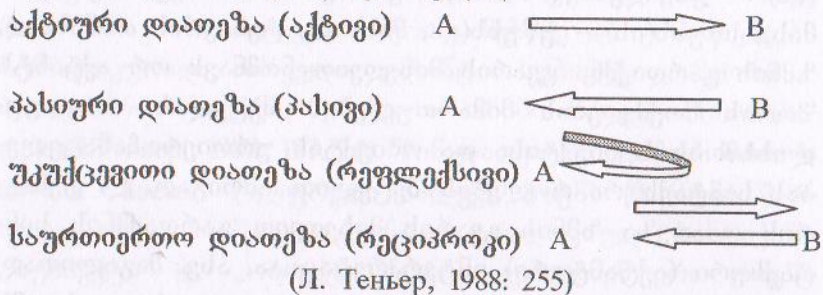 აქტიური დიათეზა (აქტივი) A B
პასიური დიათეზა (პასივი) A B
უკუქცევითი დიათეზა (რეფლექსივი) A
საურთიერთო დიათეზა (რეციპროკი) A B
(Л. Теньер, 1988: 255)